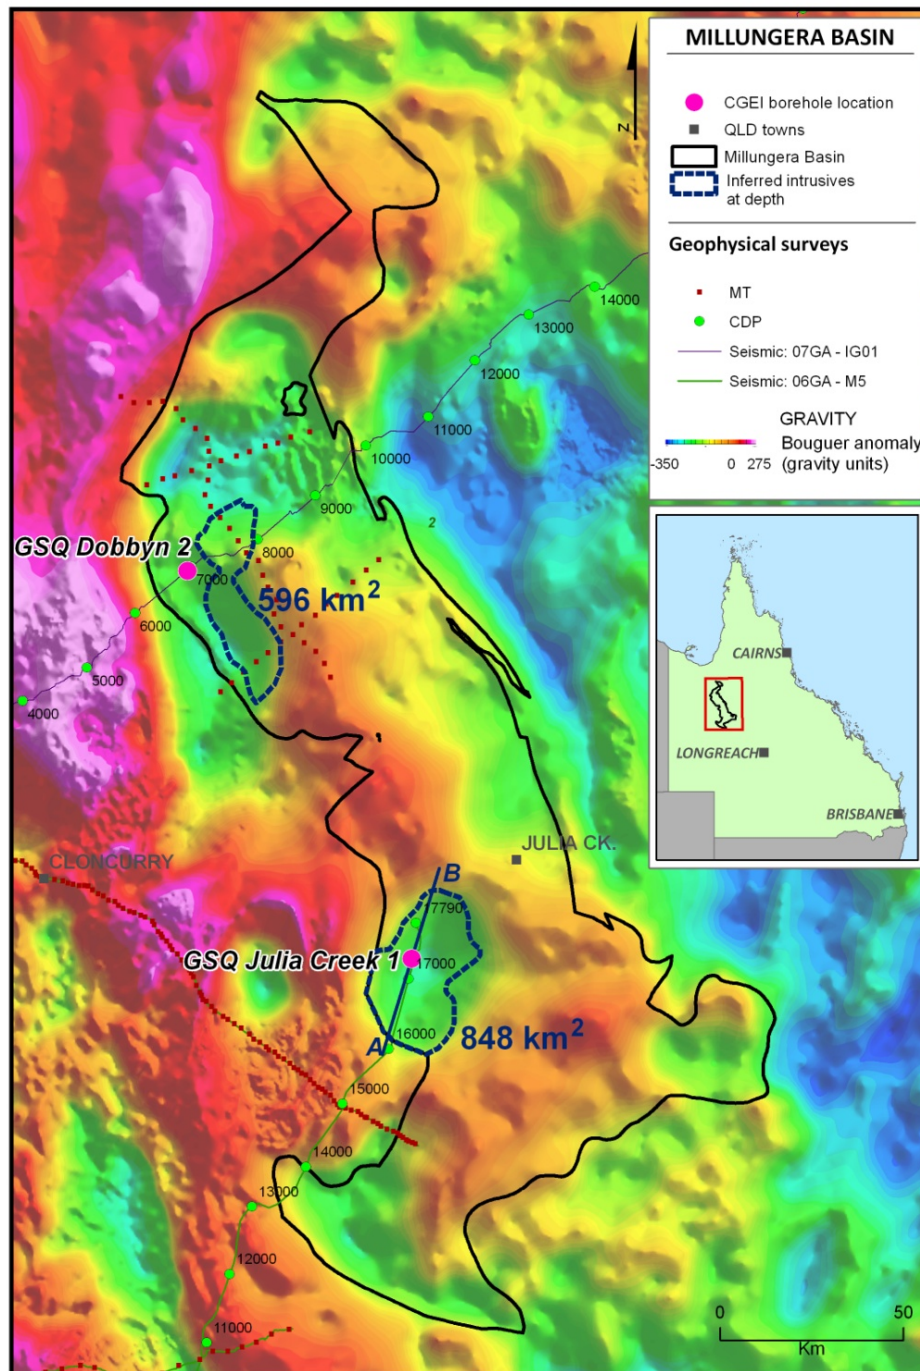 MILLUNGERA BASIN
CGEI borehole location
QLD towns
Millungera Basin
Inferred intrusives
at depth
Geophysical surveys
MT
CDP
Seismic: 07GA - IG01
Seismic: 06GA - M5
GRAVITY
Bouguer anomaly
(gravity units)
-350 0 275
N
14000
13000
12000
11000
10000
9000
2
8000
GSQ Dobbyn 2
7000
596 km²
6000
5000
4000
CAIRNS
LONGREACH
BRISBANE
JULIA CK.
CLONCURRY
B
17790
GSQ Julia Creek 1
17000
16000
A
848 km²
15000
14000
13000
12000
11000
0 50
Km